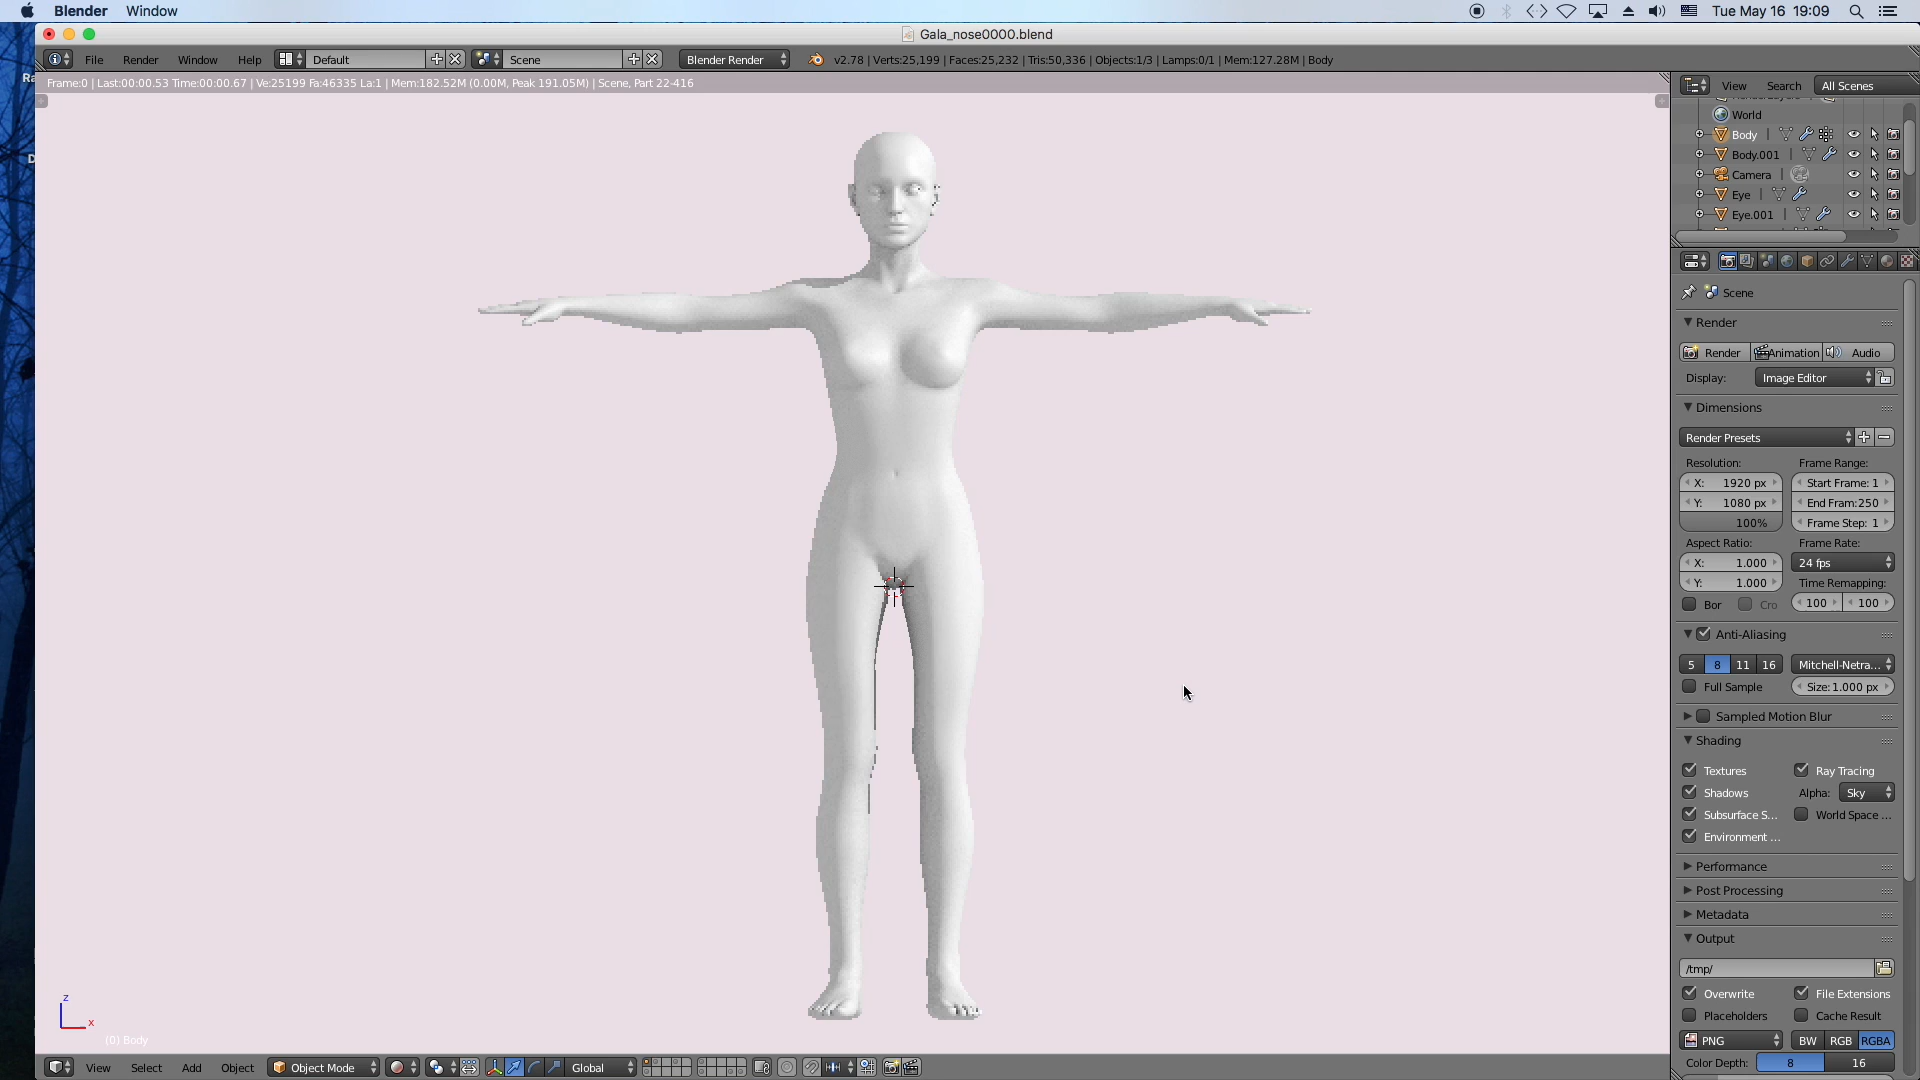 Blender Window
Tue May 16 19:09
Gala_nose0000.blend
File Render Window Help Default Scene Blender Render v2.78 | Verts:25,199 | Faces:25,232 | Tris:50,336 | Objects:1/3 | Lamps:0/1 | Mem:127.28M | Body
Frame:0 | Last:00:00.53 Time:00:00.67 | Ve:25199 Fa:46335 La:1 | Mem:182.52M (0.00M, Peak 191.05M) | Scene, Part 22-416
View Search All Scenes
World
Body
Body.001
Camera
Eye
Eye.001
Scene
Render
Render Animation Audio
Display: Image Editor
Dimensions
Render Presets
Resolution: Frame Range:
X: 1920 px Start Frame: 1
Y: 1080 px End Fram:250
100% Frame Step: 1
Aspect Ratio: Frame Rate:
X: 1.000 24 fps
Y: 1.000 Time Remapping:
Bor Cro 100 100
Anti-Aliasing
5 8 11 16 Mitchell-Netra...
Full Sample Size:1.000 px
Sampled Motion Blur
Shading
Textures Ray Tracing
Shadows Alpha: Sky
Subsurface S... World Space ...
Environment ...
Performance
Post Processing
Metadata
Output
/tmp/
Overwrite File Extensions
Placeholders Cache Result
PNG BW RGB RGBA
Color Depth: 8 16
z
x
(0) Body
View Select Add Object Object Mode Global